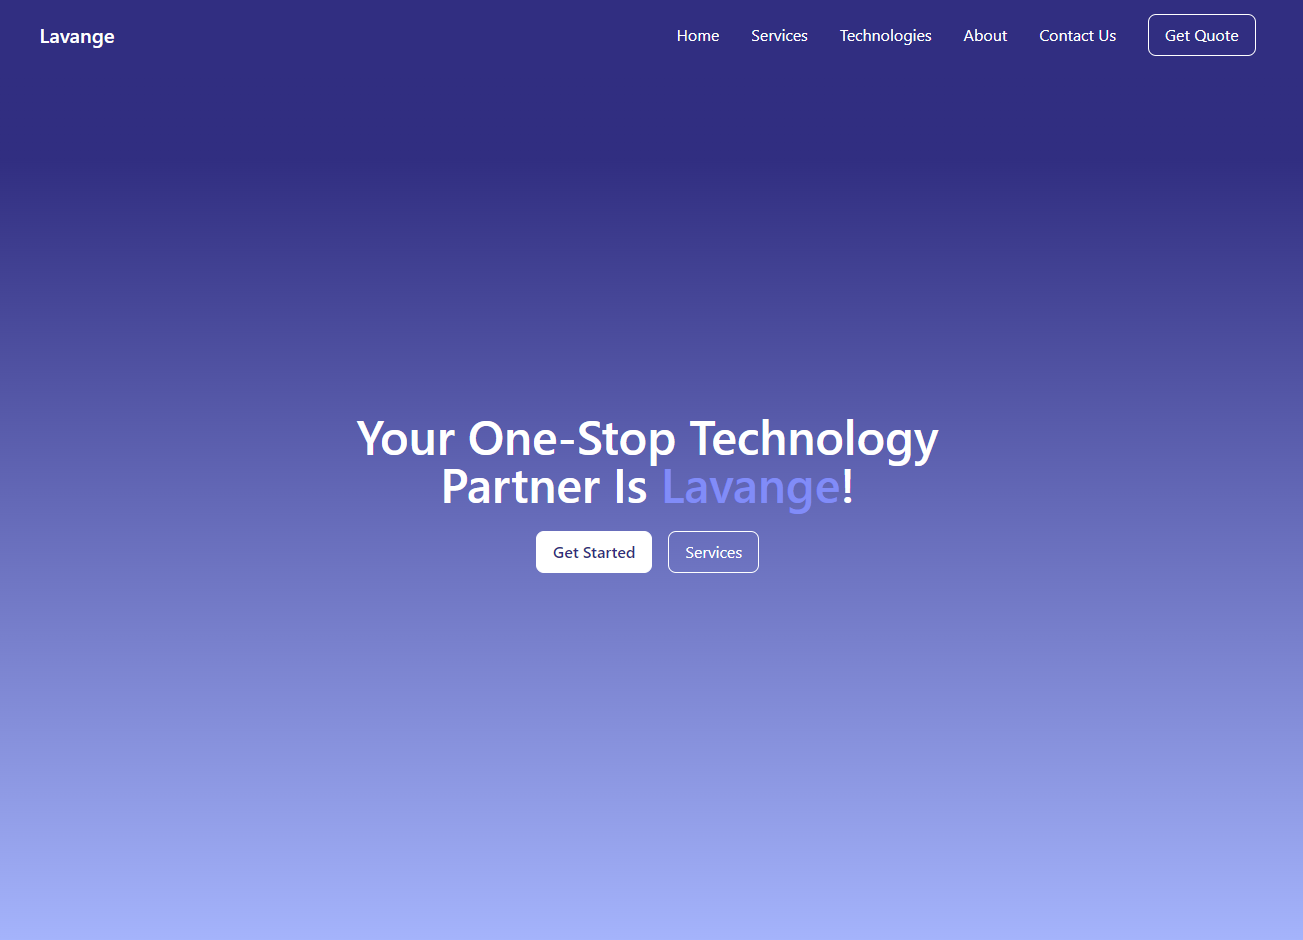 Lavange
Home
Services
Technologies
About
Contact Us
Get Quote
Your One-Stop Technology
Partner Is Lavange!
Get Started
Services